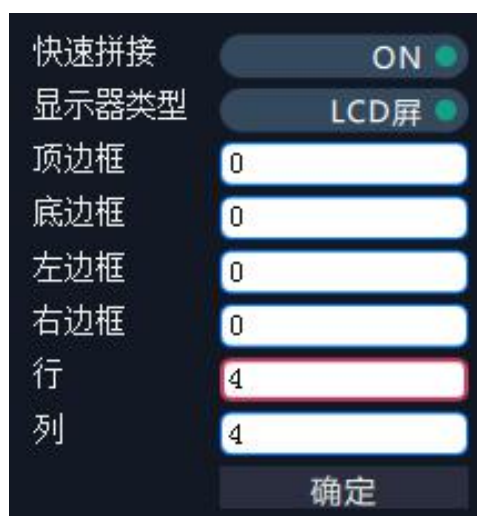 快速拼接 ON
显示器类型 LCD屏
顶边框 0
底边框 0
左边框 0
右边框 0
行 4
列 4
确定